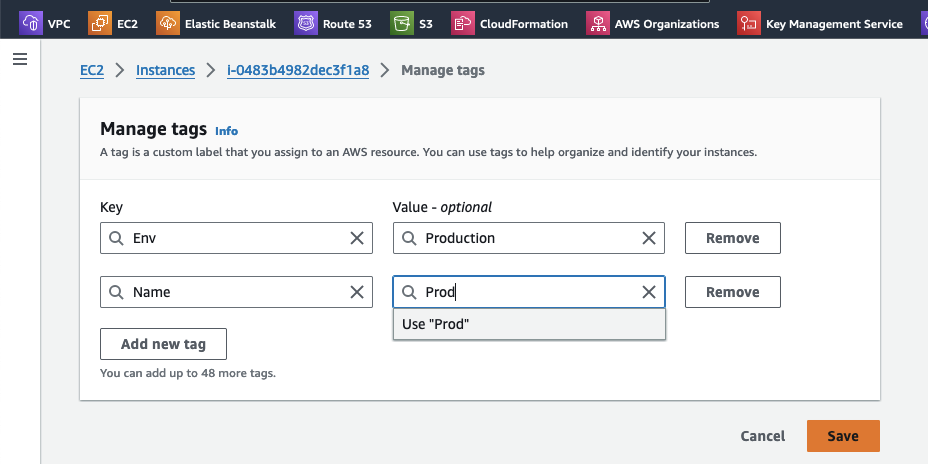 VPC EC2 Elastic Beanstalk Route 53 S3 CloudFormation AWS Organizations Key Management Service
EC2 Instances i-0483b4982dec3f1a8 Manage tags
Manage tags Info
A tag is a custom label that you assign to an AWS resource. You can use tags to help organize and identify your instances.
Key Value - optional
Env Production Remove
Name Prod Remove
Use "Prod"
Add new tag
You can add up to 48 more tags.
Cancel Save